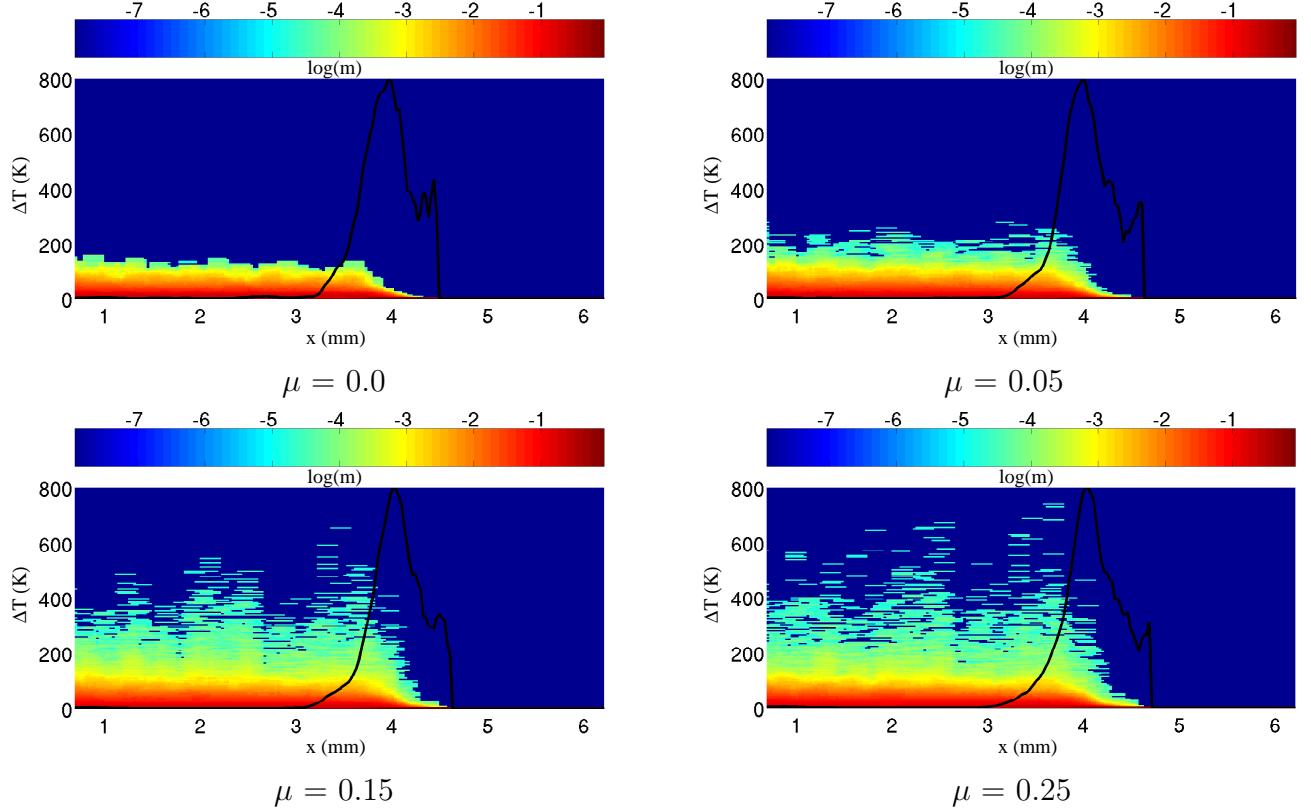 -7 -6 -5 -4 -3 -2 -1
log(m)
800
600
400
200
0
ΔT (K)
1 2 3 4 5 6
x (mm)
μ = 0.0
-7 -6 -5 -4 -3 -2 -1
log(m)
800
600
400
200
0
ΔT (K)
1 2 3 4 5 6
x (mm)
μ = 0.05
-7 -6 -5 -4 -3 -2 -1
log(m)
800
600
400
200
0
ΔT (K)
1 2 3 4 5 6
x (mm)
μ = 0.15
-7 -6 -5 -4 -3 -2 -1
log(m)
800
600
400
200
0
ΔT (K)
1 2 3 4 5 6
x (mm)
μ = 0.25